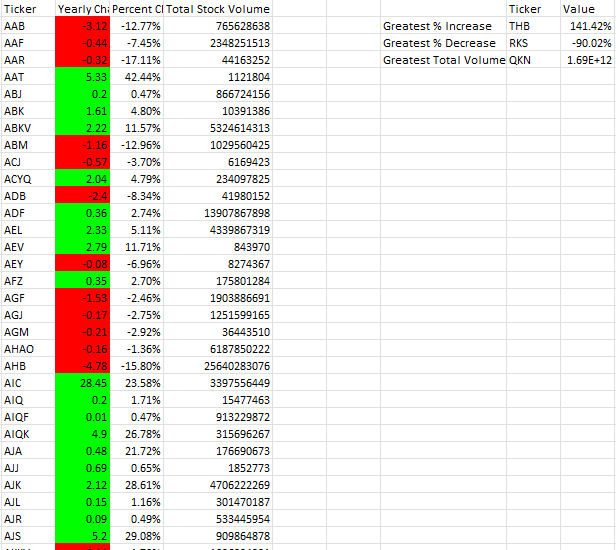 Ticker Yearly Cha Percent Cl Total Stock Volume Ticker Value
AAB -3.12 -12.77% 765628638 Greatest % Increase THB 141.42%
AAF -0.44 -7.45% 2348251513 Greatest % Decrease RKS -90.02%
AAR -0.32 -17.11% 44163252 Greatest Total Volume QKN 1.69E+12
AAT 5.33 42.44% 1121804
ABJ 0.2 0.47% 866724156
ABK 1.61 4.80% 10391386
ABKV 2.22 11.57% 5324614313
ABM -1.16 -12.96% 1029560425
ACJ -0.57 -3.70% 6169423
ACYQ 2.04 4.79% 234097825
ADB -2.4 -8.34% 41980152
ADF 0.36 2.74% 13907867898
AEL 2.33 5.11% 4339867319
AEV 2.79 11.71% 843970
AEY -0.08 -6.96% 8274367
AFZ 0.35 2.70% 175801284
AGF -1.53 -2.46% 1903886691
AGJ -0.17 -2.75% 1251599165
AGM -0.21 -2.92% 36443510
AHAO -0.16 -1.36% 6187850222
AHB -4.78 -15.80% 25640283076
AIC 28.45 23.58% 3397556449
AIQ 0.2 1.71% 15477463
AIQF 0.01 0.47% 913229872
AIQK 4.9 26.78% 315696267
AJA 0.48 21.72% 176690673
AJJ 0.69 0.65% 1852773
AJK 2.12 28.61% 4706222269
AJL 0.15 1.16% 301470187
AJR 0.09 0.49% 533445954
AJS 5.2 29.08% 909864878